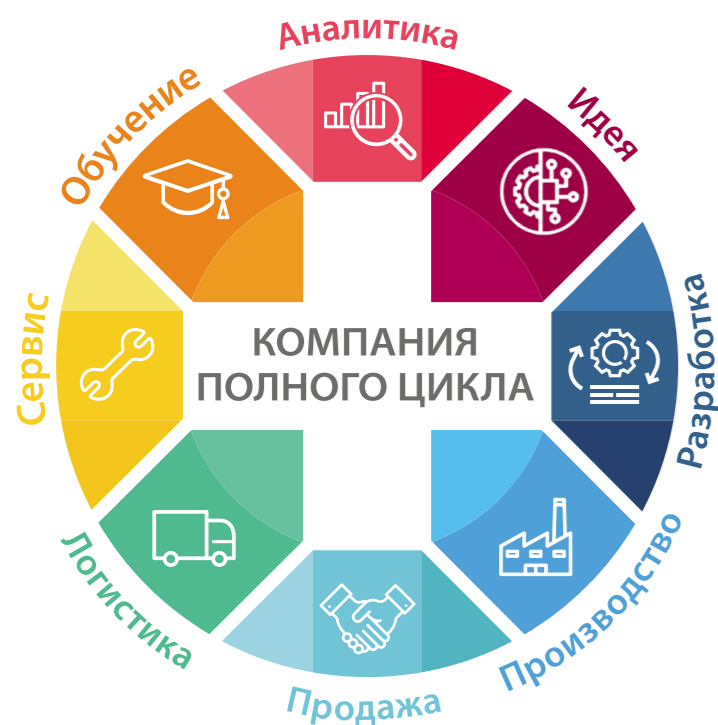 Аналитика
Идея
Разработка
Производство
Продажа
Логистика
Сервис
Обучение
КОМПАНИЯ
ПОЛНОГО ЦИКЛА